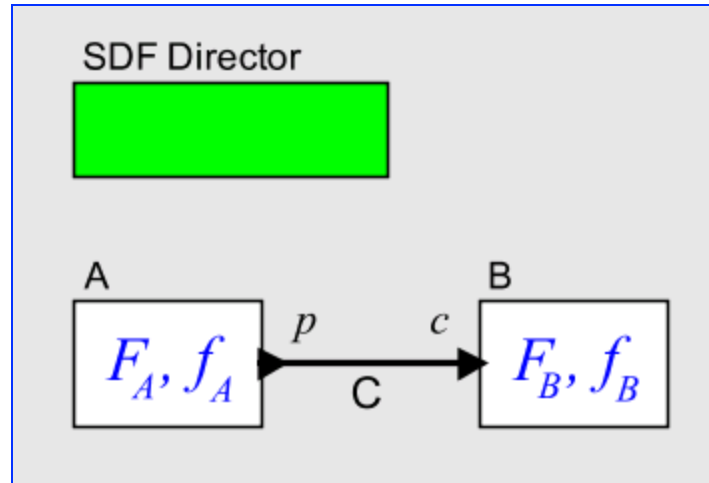 SDF Director
A
B
p
c
F_A, f_A
C
F_B, f_B